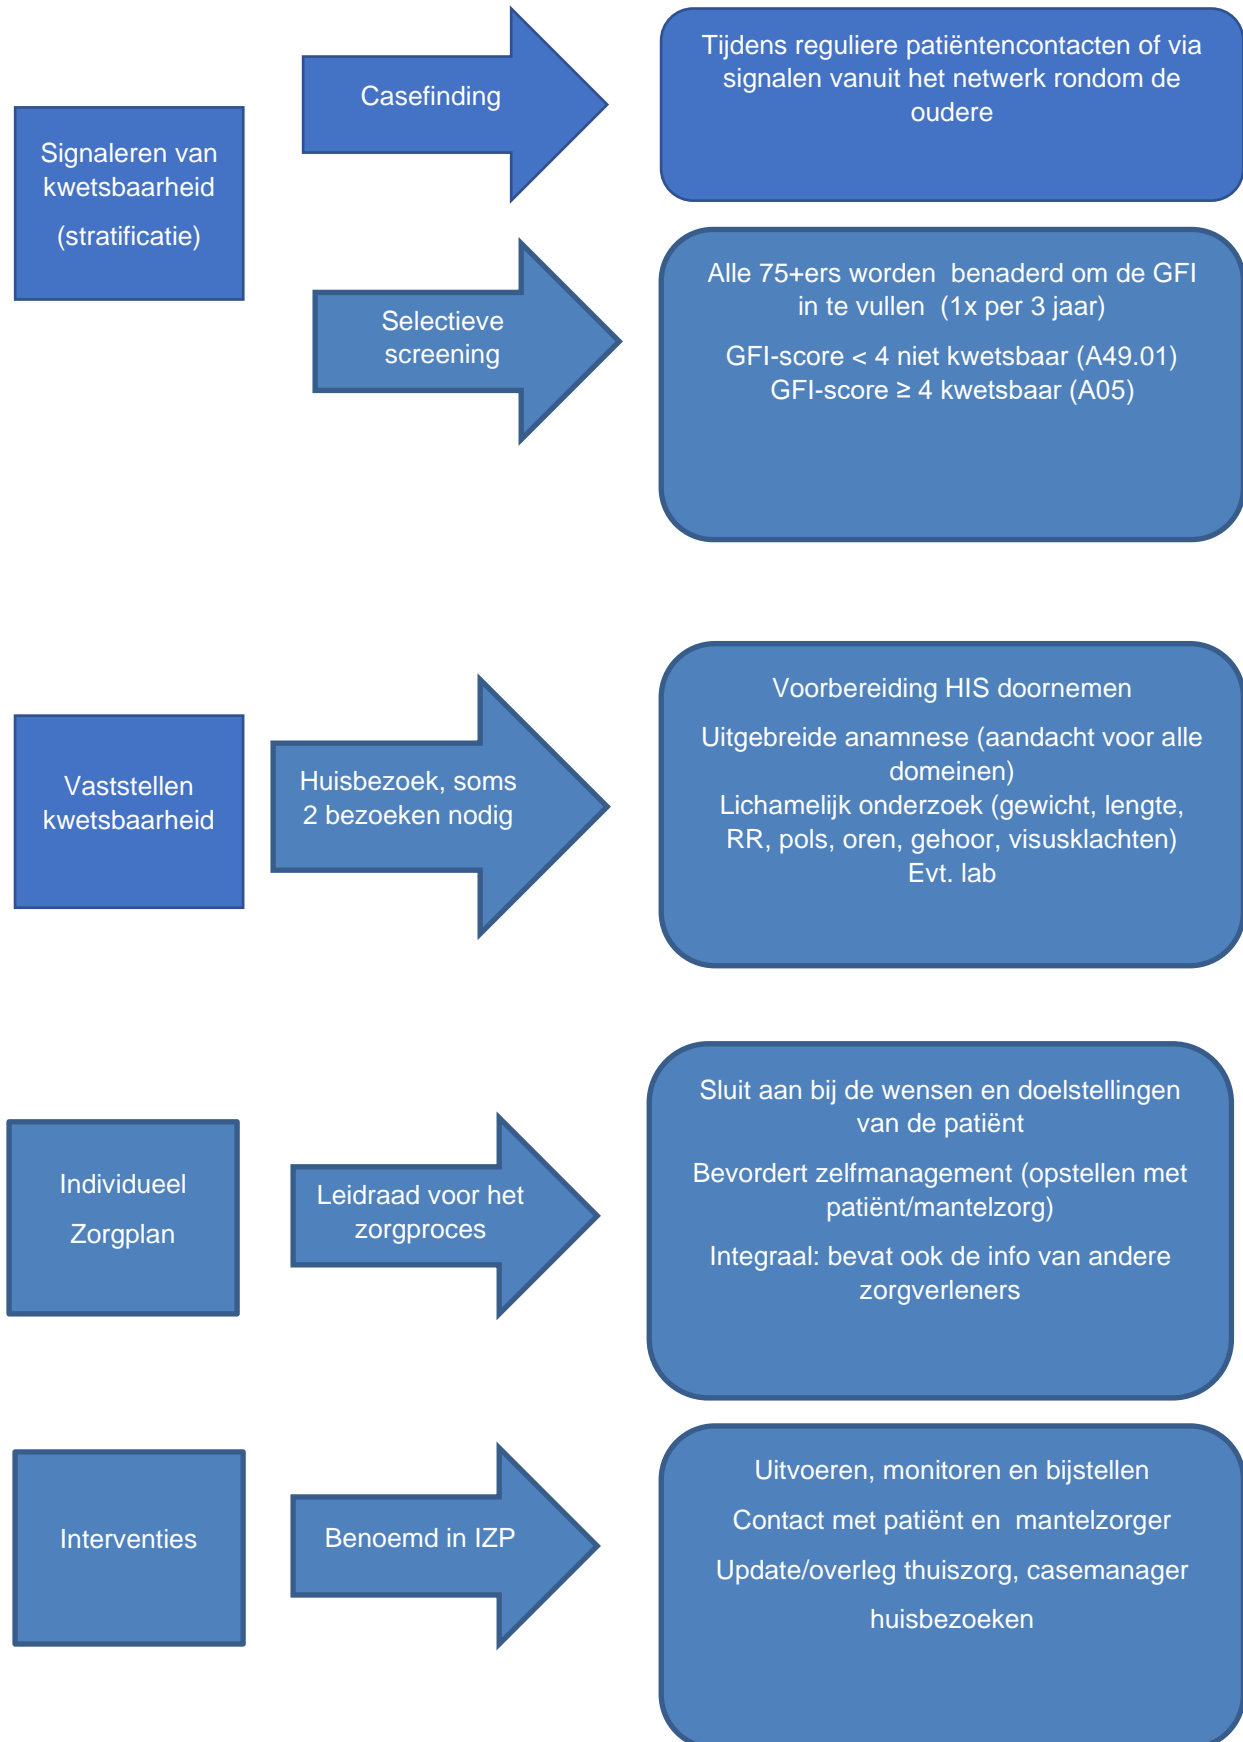 Signaleren van
kwetsbaarheid
(stratificatie)
Casefinding
Tijdens reguliere patiëntencontacten of via
signalen vanuit het netwerk rondom de
oudere
Selectieve
screening
Alle 75+ers worden  benaderd om de GFI
in te vullen  (1x per 3 jaar)
GFI-score < 4 niet kwetsbaar (A49.01)
GFI-score ≥ 4 kwetsbaar (A05)
Vaststellen
kwetsbaarheid
Huisbezoek, soms
2 bezoeken nodig
Voorbereiding HIS doornemen
Uitgebreide anamnese (aandacht voor alle
domeinen)
Lichamelijk onderzoek (gewicht, lengte,
RR, pols, oren, gehoor, visusklachten)
Evt. lab
Individueel
Zorgplan
Leidraad voor het
zorgproces
Sluit aan bij de wensen en doelstellingen
van de patiënt
Bevordert zelfmanagement (opstellen met
patiënt/mantelzorg)
Integraal: bevat ook de info van andere
zorgverleners
Interventies
Benoemd in IZP
Uitvoeren, monitoren en bijstellen
Contact met patiënt en  mantelzorger
Update/overleg thuiszorg, casemanager
huisbezoeken